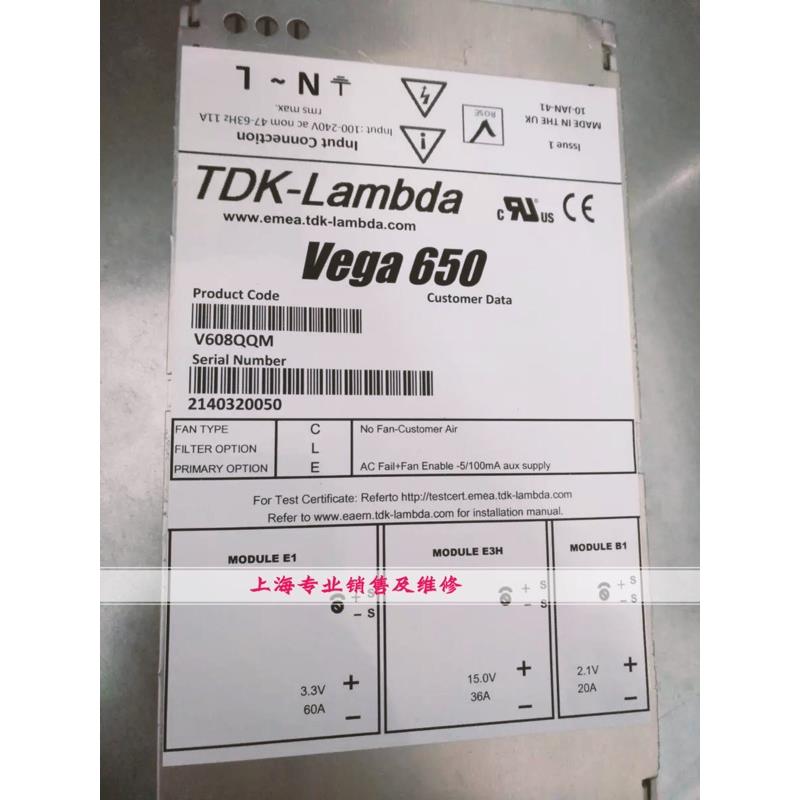 L ~ N
Input Connection
Input :100-240V ac nom 47-63Hz 11A
rms max.
ROSE
Issue 1
MADE IN THE UK
10-JAN-41
TDK-Lambda
www.emea.tdk-lambda.com
c RU US CE
Vega 650
Product Code
Customer Data
V608QQM
Serial Number
2140320050
FAN TYPE C No Fan-Customer Air
FILTER OPTION L
PRIMARY OPTION E AC Fail+Fan Enable -5/100mA aux supply
For Test Certificate: Referto http://testcert.emea.tdk-lambda.com
Refer to www.eaem.tdk-lambda.com for installation manual.
MODULE E1
+ S
– S
3.3V +
60A –
MODULE E3H
+ S
– S
15.0V +
36A –
MODULE B1
+ S
– S
2.1V +
20A –
上海专业销售及维修